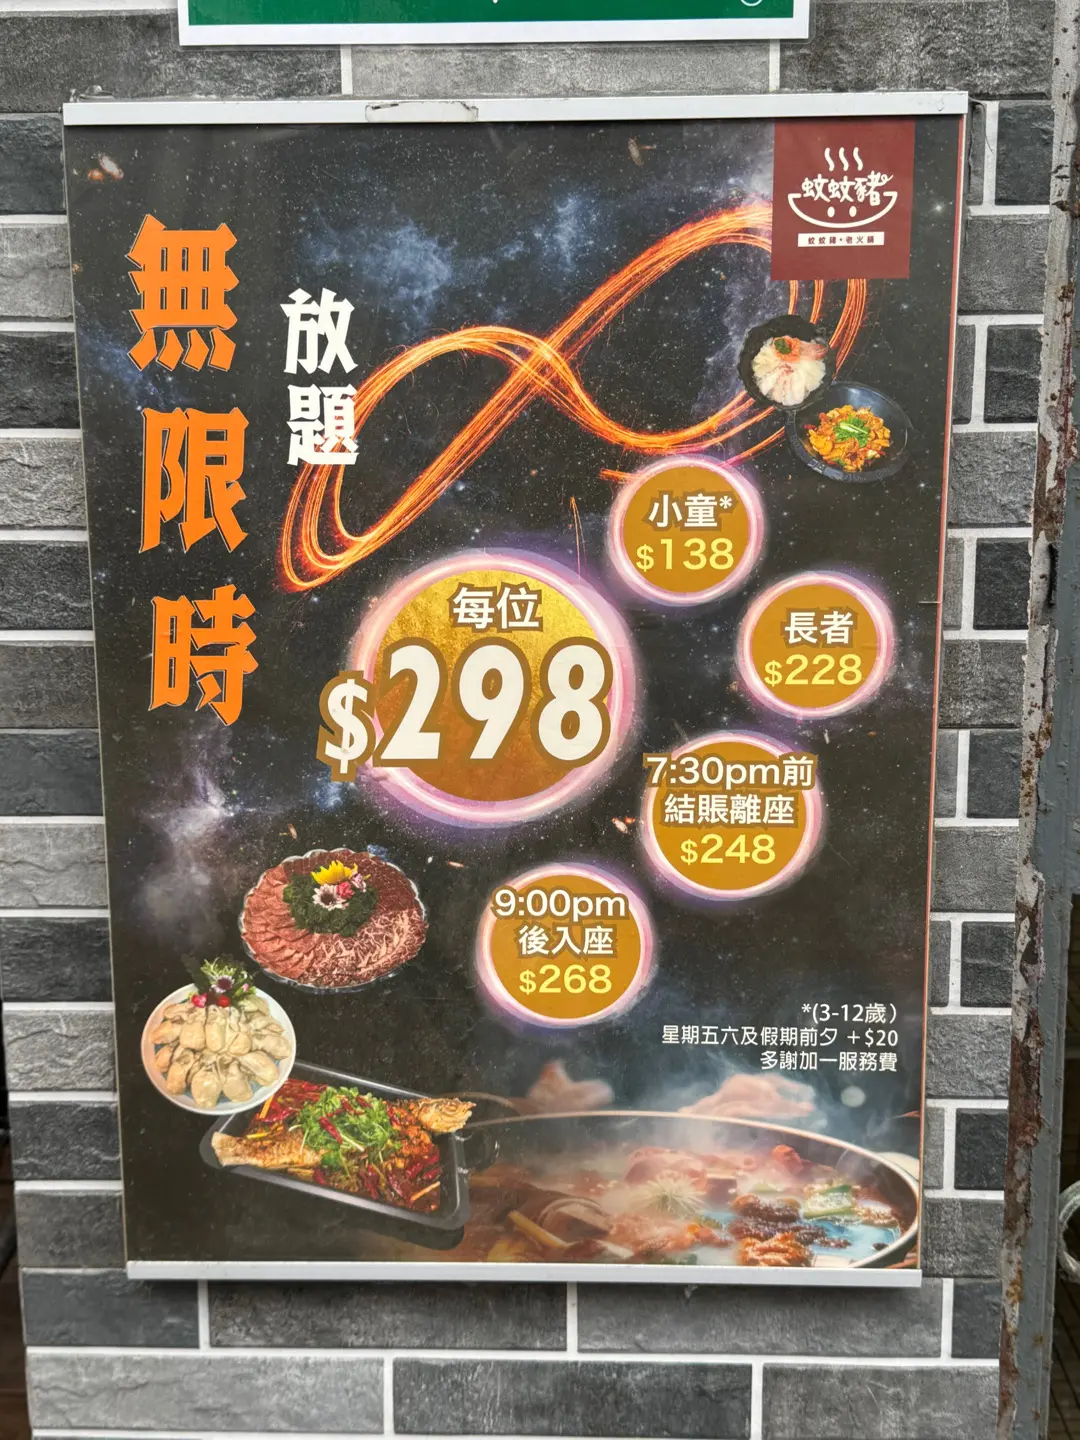 蚊蚊豬
蚊蚊豬・老火鍋
無限時
放題
小童*
$138
每位
$298
長者
$228
7:30pm前
結賬離座
$248
9:00pm
後入座
$268
*(3-12歲)
星期五六及假期前夕 +$20
多謝加一服務費